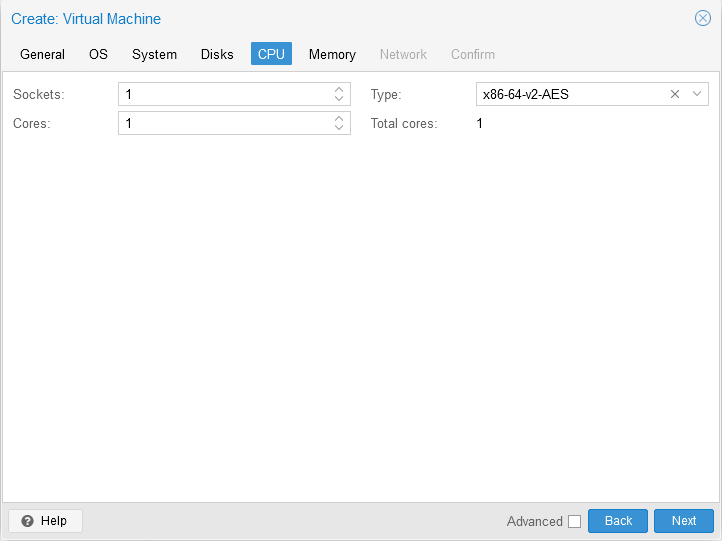 Create: Virtual Machine
General OS System Disks CPU Memory Network Confirm
Sockets: 1 Type: x86-64-v2-AES
Cores: 1 Total cores: 1
Help Advanced Back Next